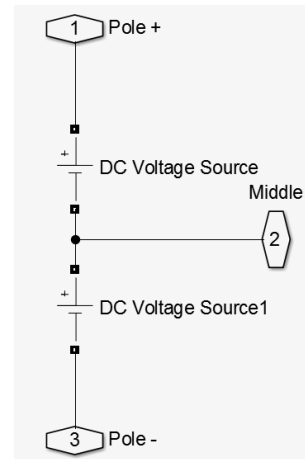 1 Pole +
+
DC Voltage Source
Middle
2
+
DC Voltage Source1
3 Pole -